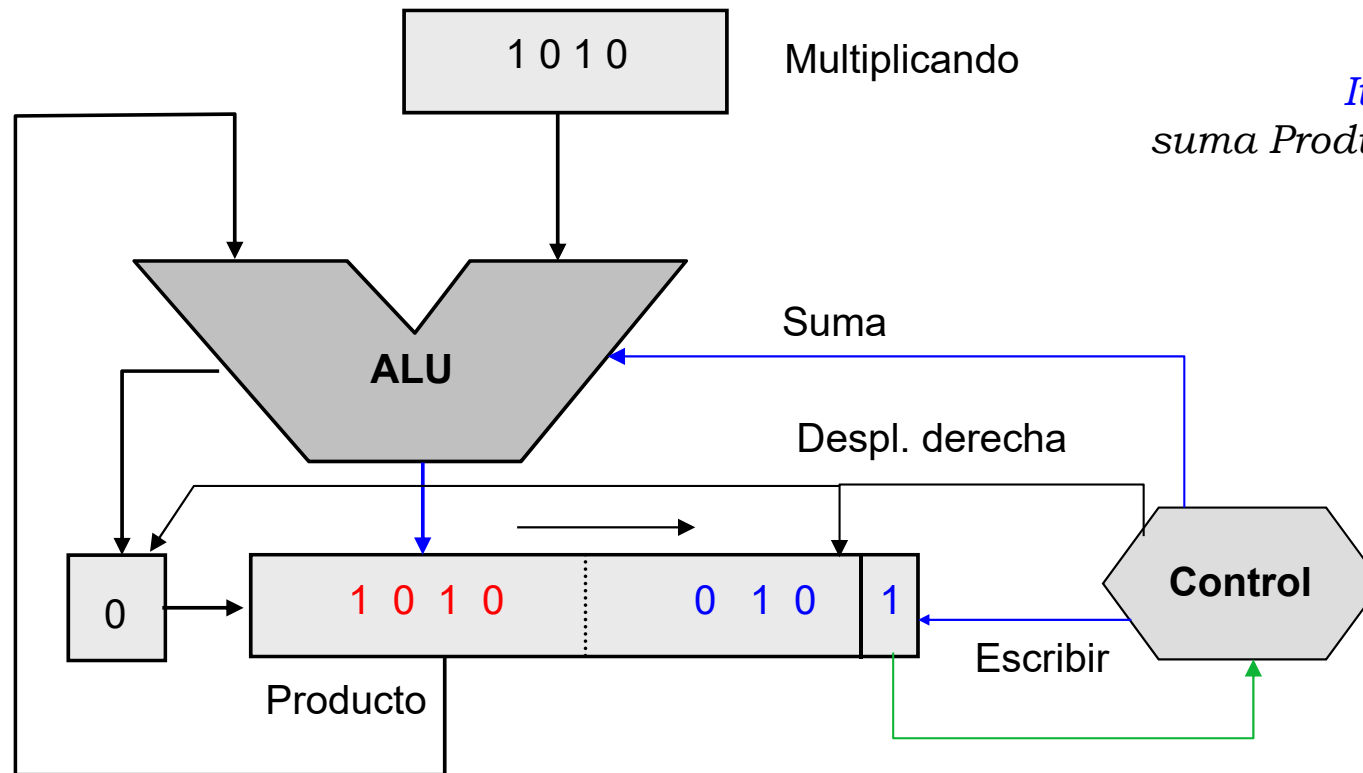 1 0 1 0
Multiplicando
suma
Suma
ALU
Despl. derecha
0
1 0 1 0
0 1 0
1
Control
Escribir
Producto